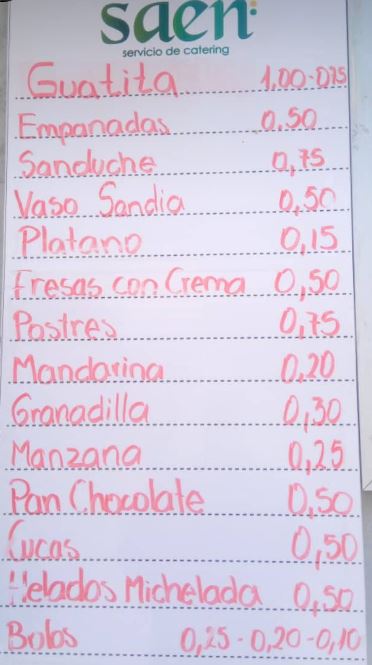 saen
servicio de catering
Guatita 1,00-0,75
Empanadas 0,50
Sanduche 0,75
Vaso Sandia 0,50
Platano 0,15
Fresas con Crema 0,50
Postres 0,75
Mandarina 0,20
Granadilla 0,30
Manzana 0,25
Pan Chocolate 0,50
Cucas 0,50
Helados Michelada 0,50
Bolos 0,25-0,20-0,10